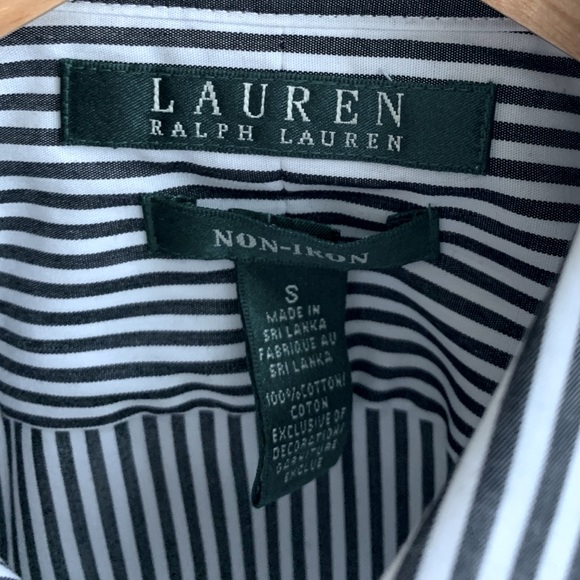 LAUREN
RALPH LAUREN
NON-IRON
S
MADE IN
SRI LANKA
FABRIQUE AU
SRI LANKA
100% COTTON/
COTON
EXCLUSIVE OF
DECORATION/
GARNITURE
EXCLUE